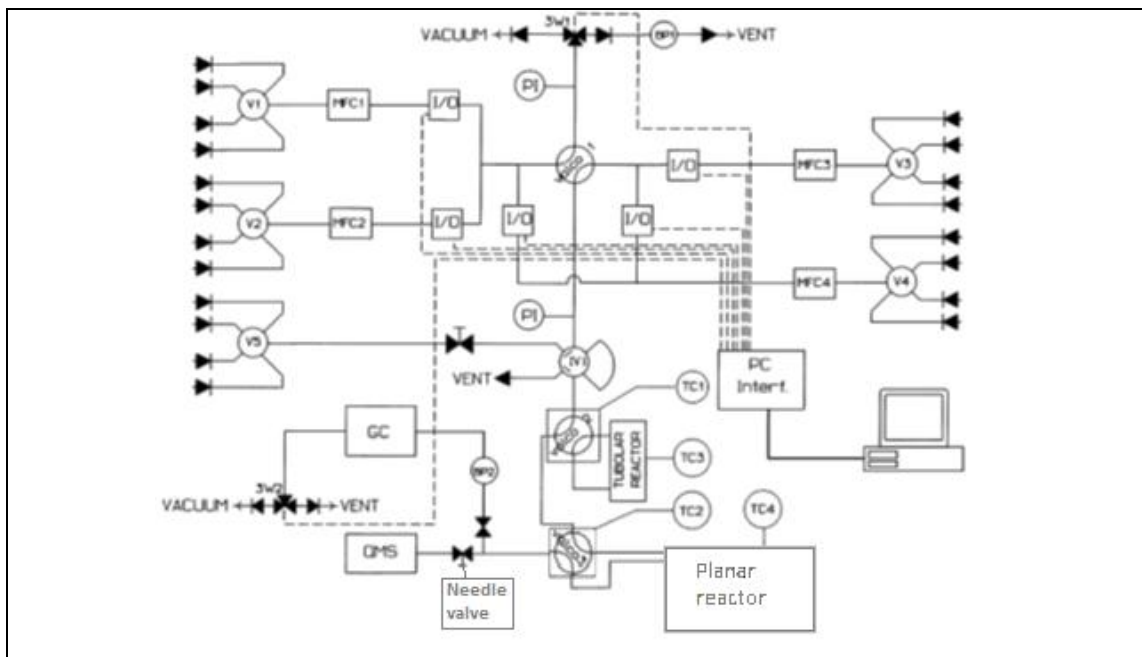 3W1
VACUUM
BP1
VENT
PI
V1
MFC1
I/O
I/O
MFC3
V3
V2
MFC2
I/O
I/O
I/O
MFC4
V4
PI
V5
T
IV1
VENT
PC
Interf.
TC1
GC
TUBOLAR
REACTOR
TC3
BP2
3W2
VACUUM
VENT
TC2
TC4
QMS
Needle
valve
Planar
reactor